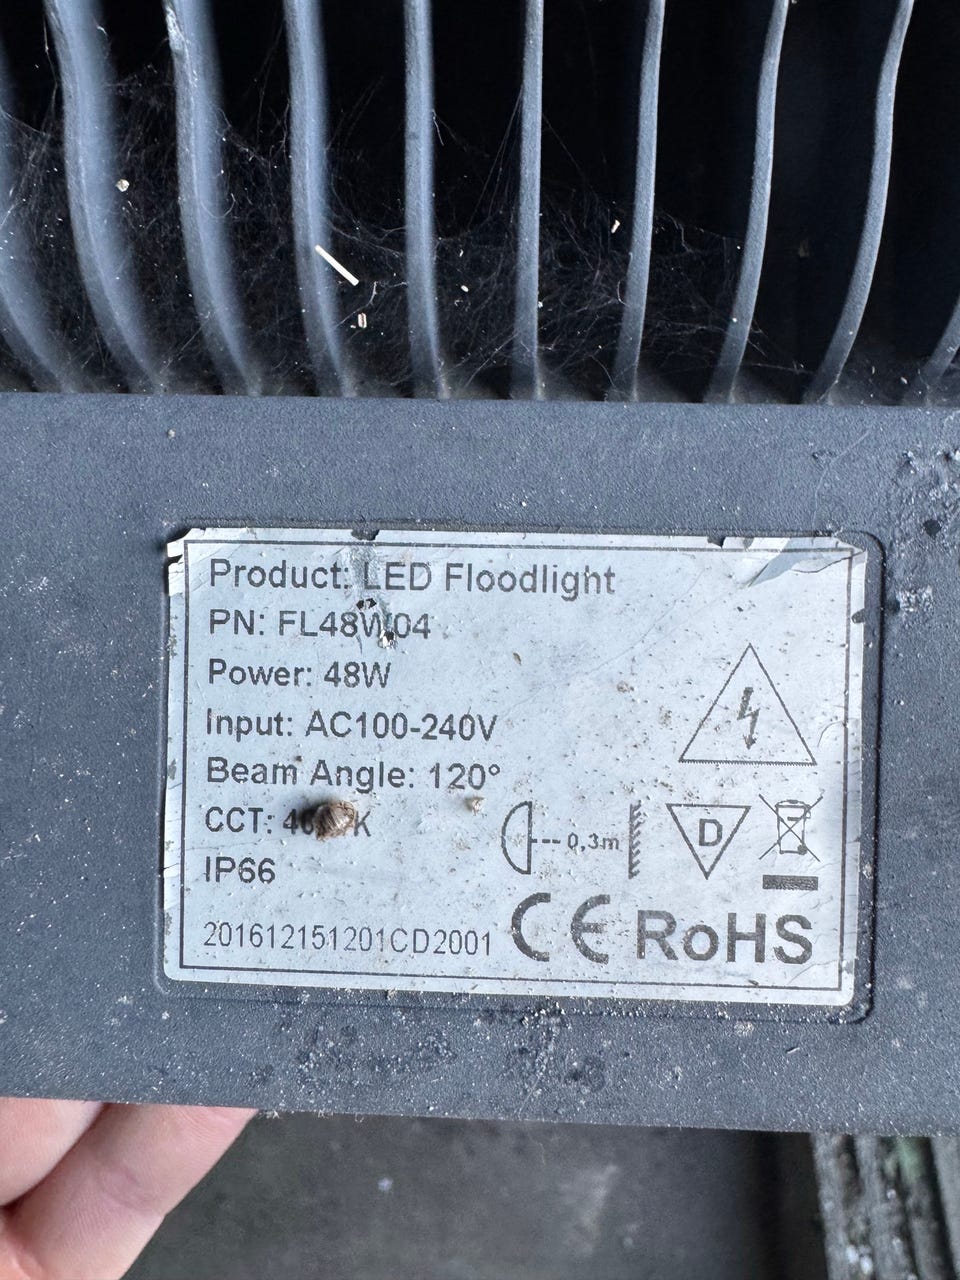 Product: LED Floodlight
PN: FL48W04
Power: 48W
Input: AC100-240V
Beam Angle: 120°
CCT:
IP66
0,3m
D
201612151201CD2001
CE RoHS